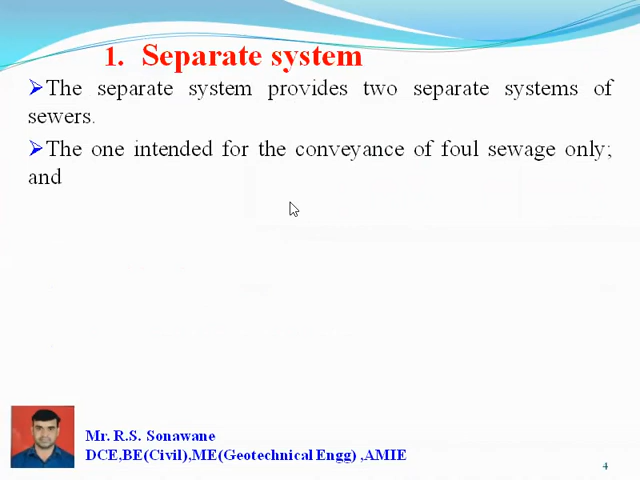 1. Separate system
➢The separate system provides two separate systems of
sewers.
➢The one intended for the conveyance of foul sewage only;
and
Mr. R.S. Sonawane
DCE,BE(Civil),ME(Geotechnical Engg) ,AMIE
4